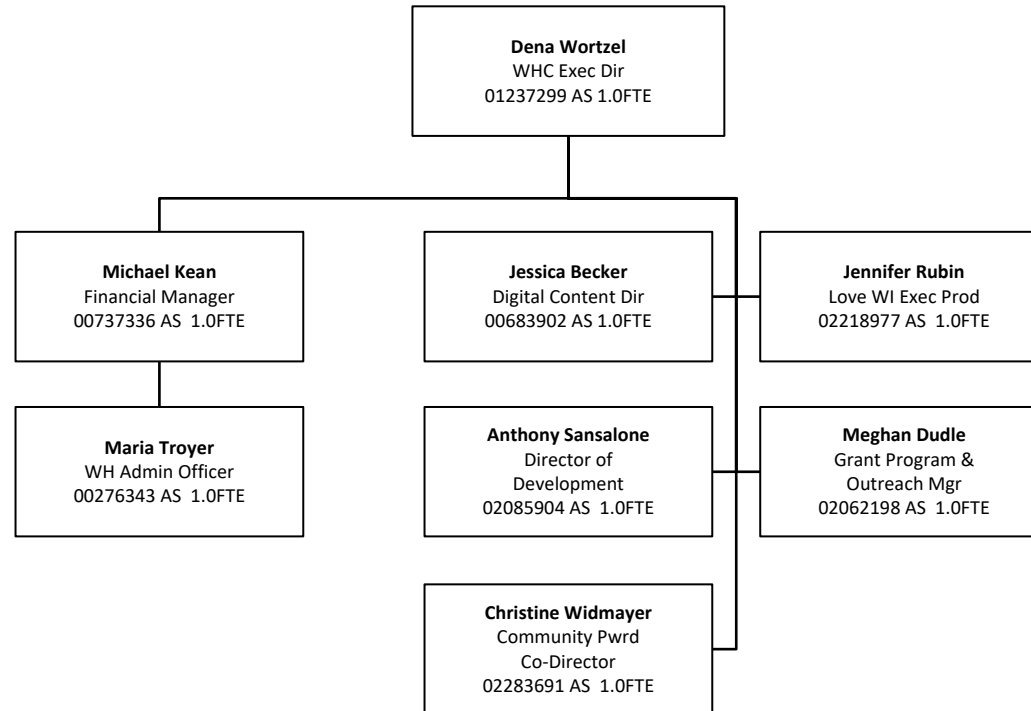 Dena Wortzel
WHC Exec Dir
01237299 AS 1.0FTE
Michael Kean
Financial Manager
00737336 AS 1.0FTE
Jessica Becker
Digital Content Dir
00683902 AS 1.0FTE
Jennifer Rubin
Love WI Exec Prod
02218977 AS 1.0FTE
Maria Troyer
WH Admin Officer
00276343 AS 1.0FTE
Anthony Sansalone
Director of
Development
02085904 AS 1.0FTE
Meghan Dudle
Grant Program &
Outreach Mgr
02062198 AS 1.0FTE
Christine Widmayer
Community Pwrd
Co-Director
02283691 AS 1.0FTE